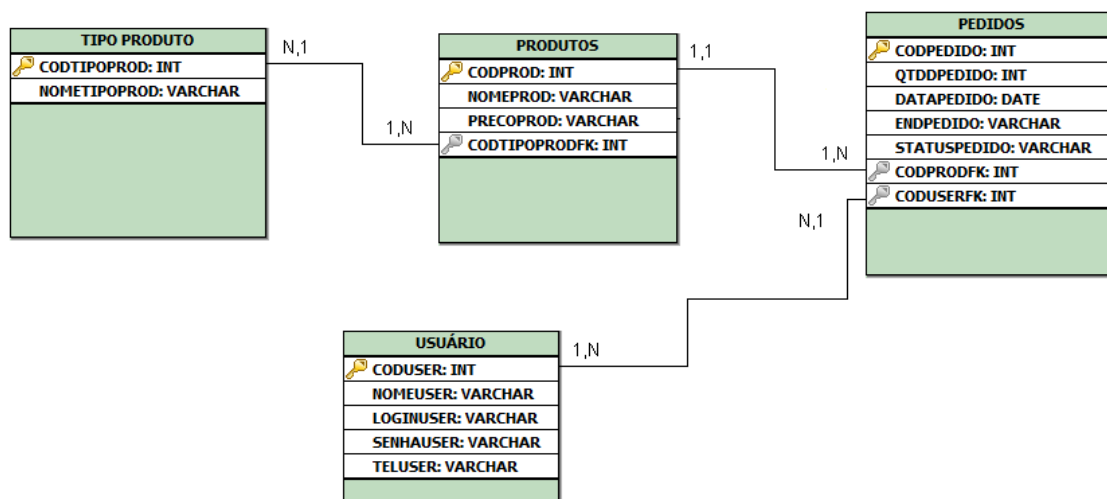 TIPO PRODUTO
CODTIPOPROD: INT
NOMETIPOPROD: VARCHAR
N,1
1,N
PRODUTOS
CODPROD: INT
NOMEPROD: VARCHAR
PRECOPROD: VARCHAR
CODTIPOPRODFK: INT
1,1
1,N
PEDIDOS
CODPEDIDO: INT
QTDDPEDIDO: INT
DATAPEDIDO: DATE
ENDPEDIDO: VARCHAR
STATUSPEDIDO: VARCHAR
CODPRODFK: INT
CODUSERFK: INT
N,1
1,N
USUÁRIO
CODUSER: INT
NOMEUSER: VARCHAR
LOGINUSER: VARCHAR
SENHAUSER: VARCHAR
TELUSER: VARCHAR